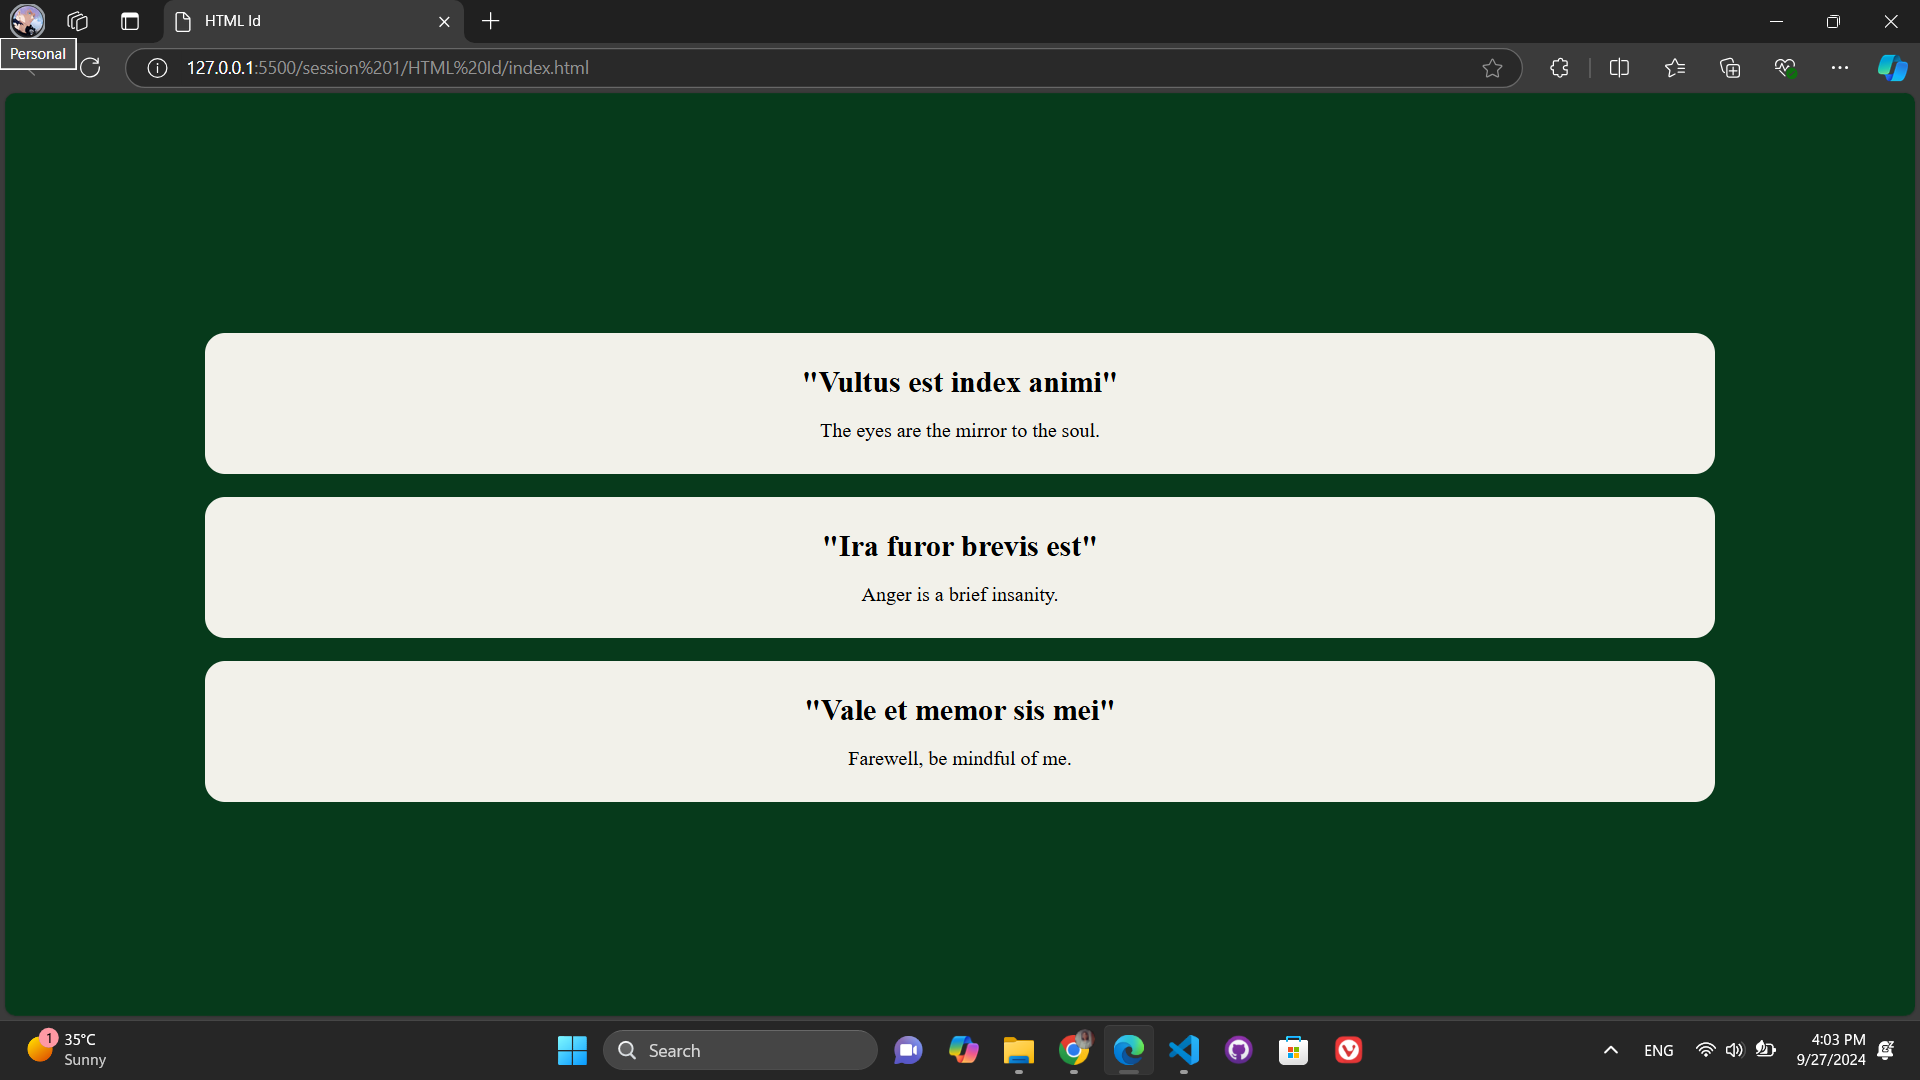 HTML Id
Personal
127.0.0.1:5500/session%201/HTML%20Id/index.html
"Vultus est index animi"
The eyes are the mirror to the soul.
"Ira furor brevis est"
Anger is a brief insanity.
"Vale et memor sis mei"
Farewell, be mindful of me.
1
35°C
Sunny
Search
ENG
4:03 PM
9/27/2024